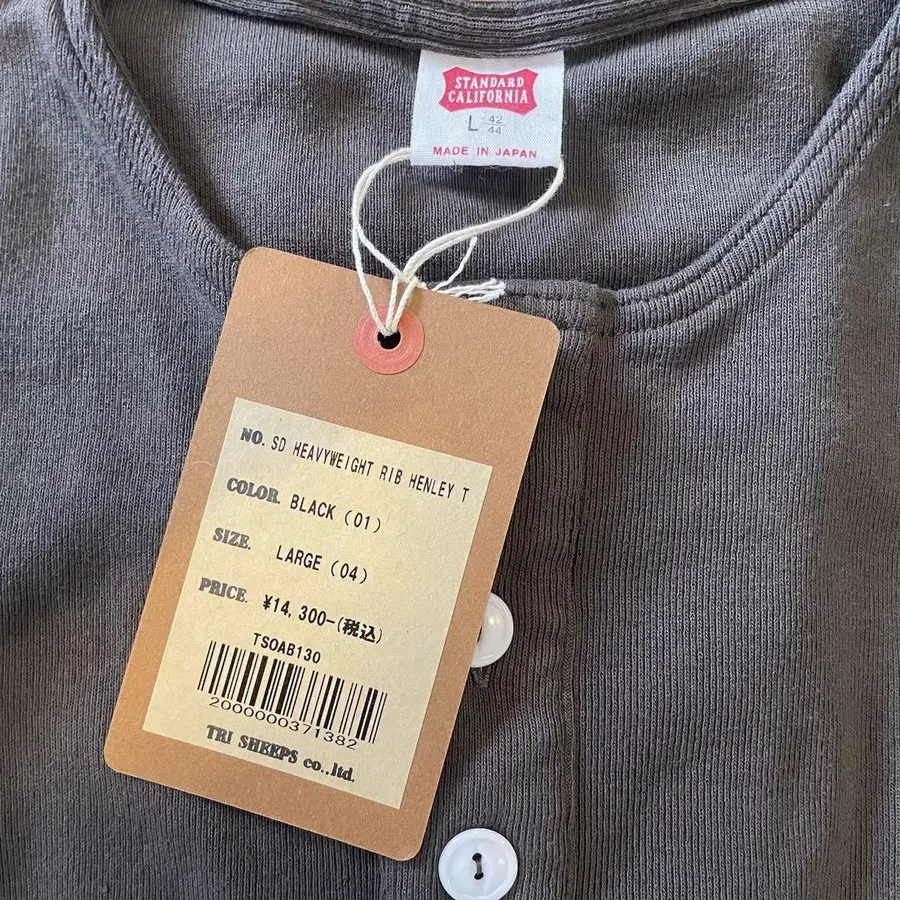 STANDARD
CALIFORNIA
L 42
44
MADE IN JAPAN
NO. SD HEAVYWEIGHT RIB HENLEY T
COLOR. BLACK (01)
SIZE. LARGE (04)
PRICE. ¥14,300-(税込)
TSOAB130
2000000371382
TRI SHEEPS co.,ltd.